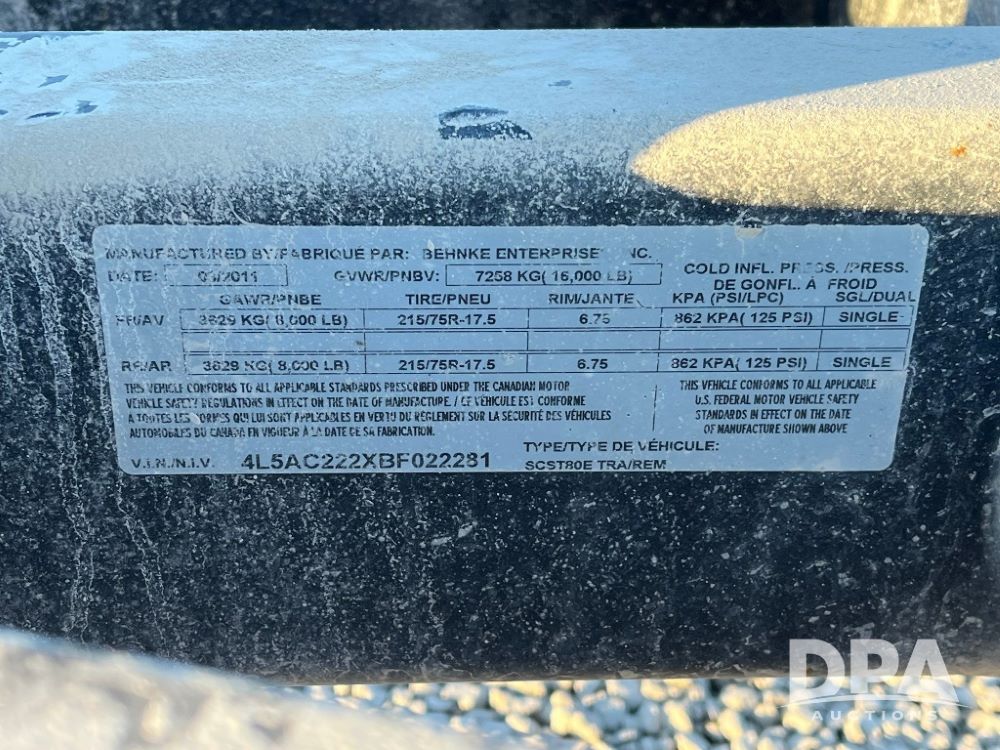 MANUFACTURED BY/FABRIQUÉ PAR: BEHNKE ENTERPRISE INC.
DATE: 03/2011 GVWR/PNBV: 7258 KG( 16,000 LB)
COLD INFL. PRESS. /PRESS.
DE GONFL. À FROID
GAWR/PNBE TIRE/PNEU RIM/JANTE KPA (PSI/LPC) SGL/DUAL
FR/AV 3629 KG( 8,000 LB) 215/75R-17.5 6.75 862 KPA( 125 PSI) SINGLE
RR/AR 3629 KG( 8,000 LB) 215/75R-17.5 6.75 862 KPA( 125 PSI) SINGLE
THIS VEHICLE CONFORMS TO ALL APPLICABLE STANDARDS PRESCRIBED UNDER THE CANADIAN MOTOR
VEHICLE SAFETY REGULATIONS IN EFFECT ON THE DATE OF MANUFACTURE. / CE VÉHICULE EST CONFORME
À TOUTES LES NORMES QUI LUI SONT APPLICABLES EN VERTU DU RÈGLEMENT SUR LA SÉCURITÉ DES VÉHICULES
AUTOMOBILES DU CANADA EN VIGUEUR À LA DATE DE SA FABRICATION.
THIS VEHICLE CONFORMS TO ALL APPLICABLE
U.S. FEDERAL MOTOR VEHICLE SAFETY
STANDARDS IN EFFECT ON THE DATE
OF MANUFACTURE SHOWN ABOVE
V.I.N./N.I.V. 4L5AC222XBF022281
TYPE/TYPE DE VÉHICULE:
SCST80E TRA/REM
DPA
AUCTIONS